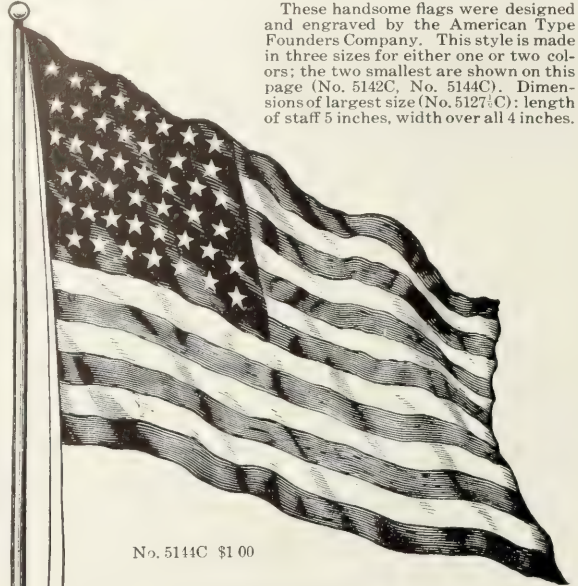 These handsome flags were designed
and engraved by the American Type
Founders Company. This style is made
in three sizes for either one or two col-
ors; the two smallest are shown on this
page (No. 5142C, No. 5144C). Dimen-
sions of largest size (No. 5127½C): length
of staff 5 inches, width over all 4 inches.
No. 5144C $1 00